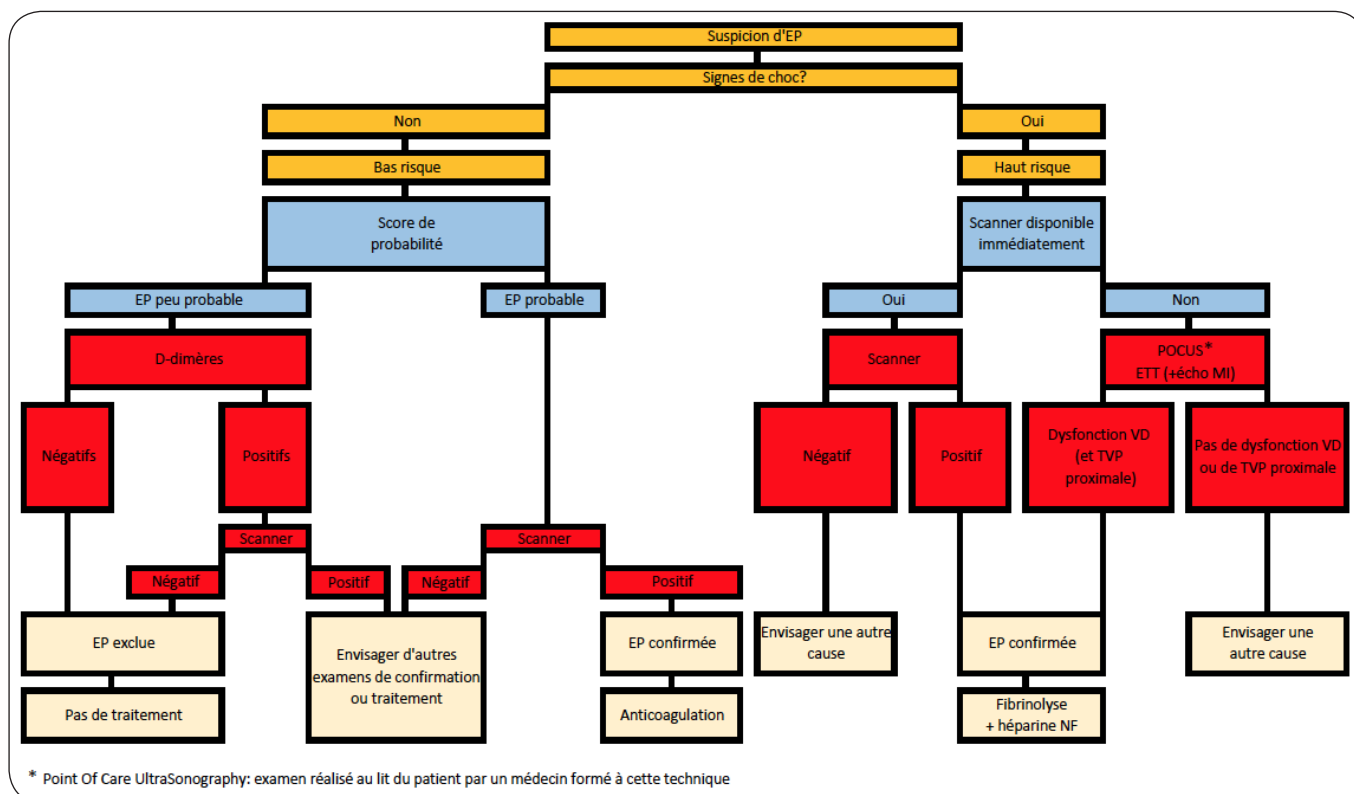 Suspicion d'EP
Signes de choc?
Non
Oui
Bas risque
Haut risque
Score de
probabilité
Scanner disponible
immédiatement
EP peu probable
EP probable
Oui
Non
D-dimères
Scanner
POCUS*
ETT (+écho MI)
Négatifs
Positifs
Négatif
Positif
Dysfonction VD
(et TVP
proximale)
Pas de dysfonction VD
ou de TVP proximale
Scanner
Scanner
Négatif
Positif
Négatif
Positif
EP exclue
Envisager d'autres
examens de confirmation
ou traitement
EP confirmée
Envisager une autre
cause
EP confirmée
Envisager une
autre cause
Pas de traitement
Anticoagulation
Fibrinolyse
+ héparine NF
* Point Of Care UltraSonography: examen réalisé au lit du patient par un médecin formé à cette technique